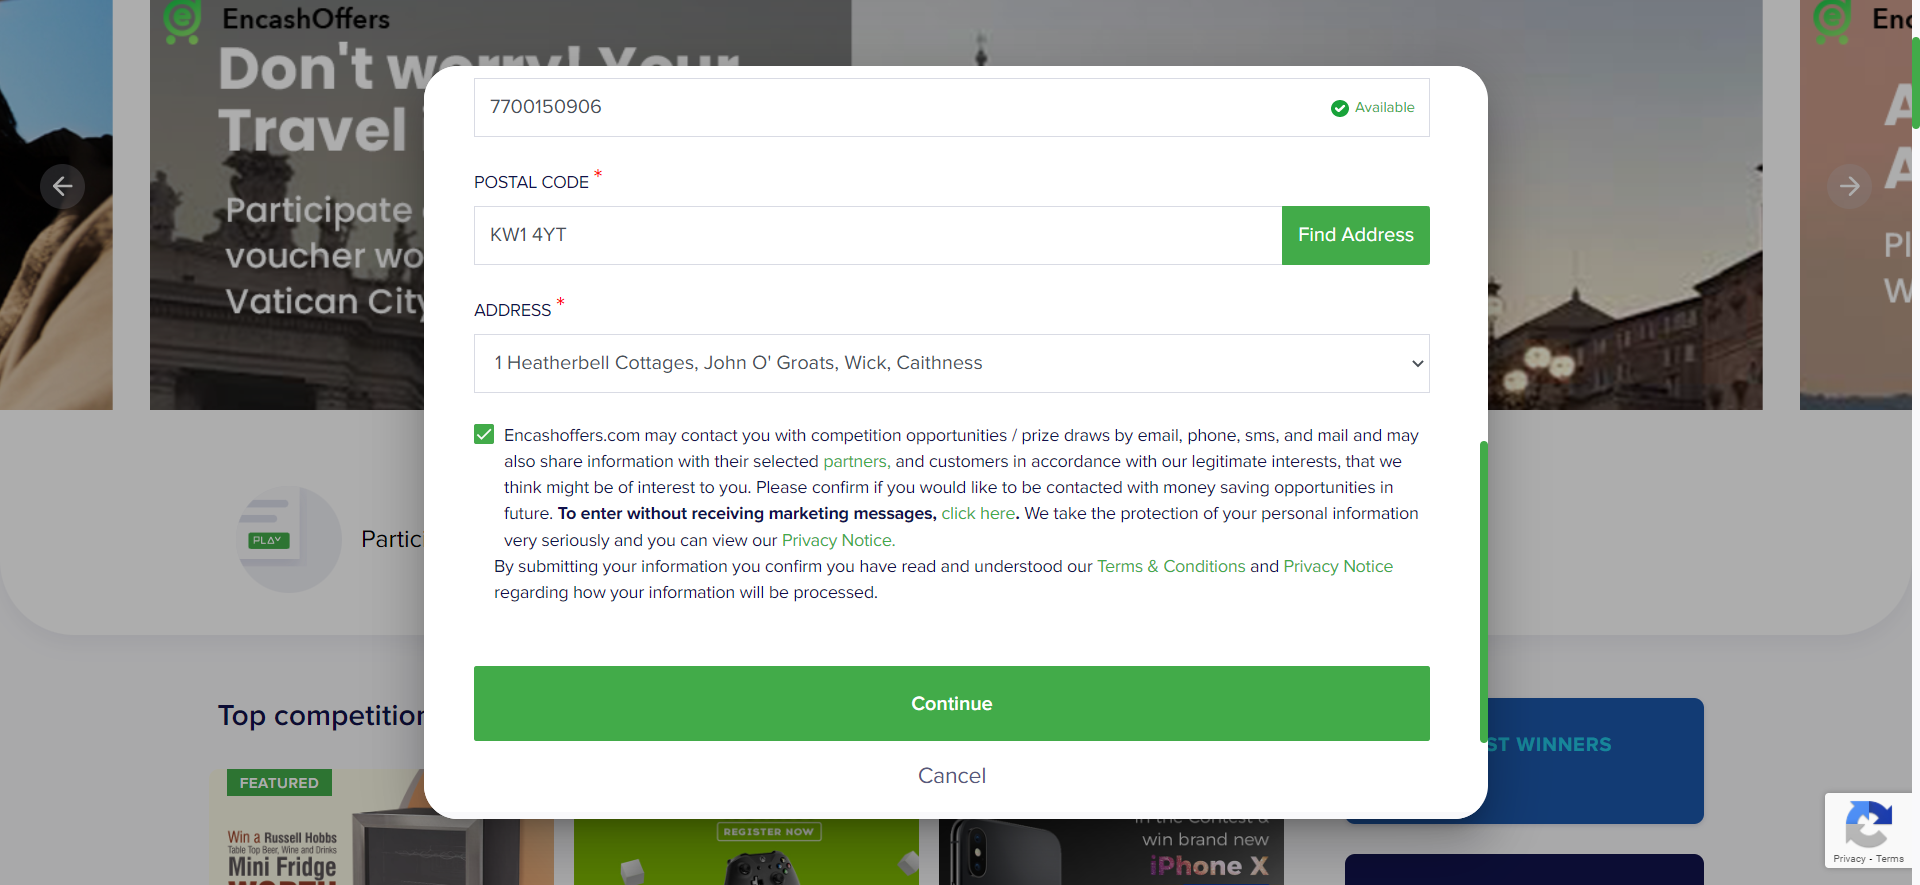 EncashOffers
Don't worry! Your
Travel
Participate
voucher wo
Vatican City
Enc
A
A
Pl
W
7700150906
Available
POSTAL CODE *
KW1 4YT
Find Address
ADDRESS *
1 Heatherbell Cottages, John O' Groats, Wick, Caithness
Encashoffers.com may contact you with competition opportunities / prize draws by email, phone, sms, and mail and may
also share information with their selected partners, and customers in accordance with our legitimate interests, that we
think might be of interest to you. Please confirm if you would like to be contacted with money saving opportunities in
future. To enter without receiving marketing messages, click here. We take the protection of your personal information
very seriously and you can view our Privacy Notice.
By submitting your information you confirm you have read and understood our Terms & Conditions and Privacy Notice
regarding how your information will be processed.
Continue
Cancel
PLAY
Partic
Top competition
ST WINNERS
FEATURED
Win a Russell Hobbs
Table Top Beer, Wine and Drinks
Mini Fridge
WORTH
REGISTER NOW
in the Contest &
win brand new
iPhone X
Privacy - Terms